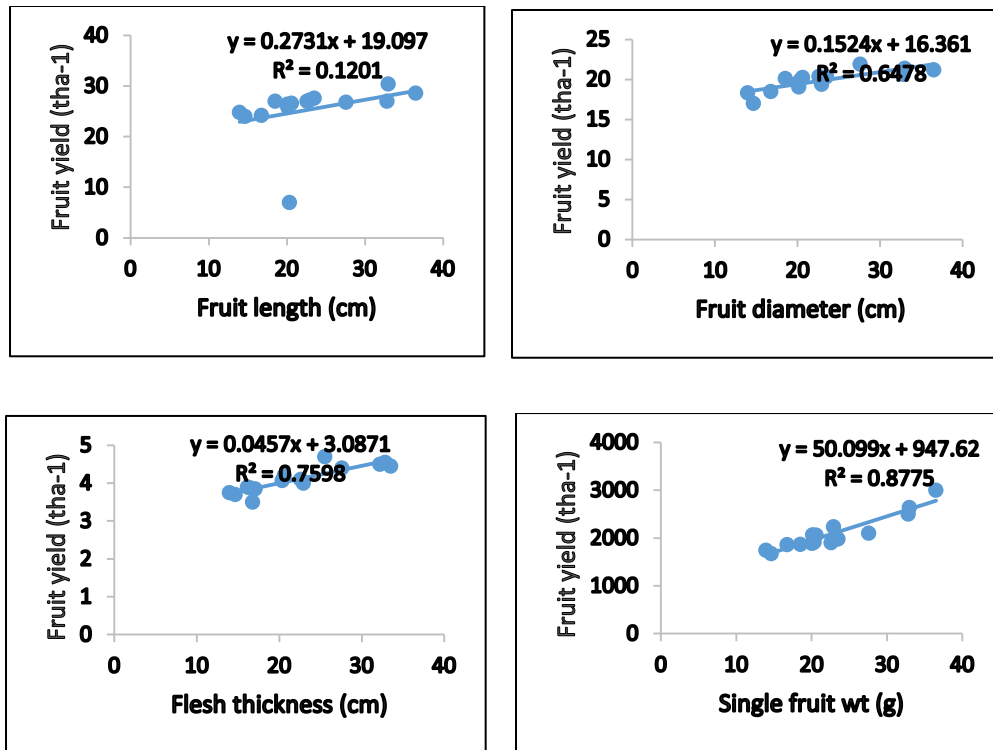 y = 0.2731x + 19.097
R² = 0.1201
40
30
20
10
0
0 10 20 30 40
Fruit yield (tha-1)
Fruit length (cm)
y = 0.1524x + 16.361
R² = 0.6478
25
20
15
10
5
0
0 10 20 30 40
Fruit yield (tha-1)
Fruit diameter (cm)
y = 0.0457x + 3.0871
R² = 0.7598
5
4
3
2
1
0
0 10 20 30 40
Fruit yield (tha-1)
Flesh thickness (cm)
y = 50.099x + 947.62
R² = 0.8775
4000
3000
2000
1000
0
0 10 20 30 40
Fruit yield (tha-1)
Single fruit wt (g)